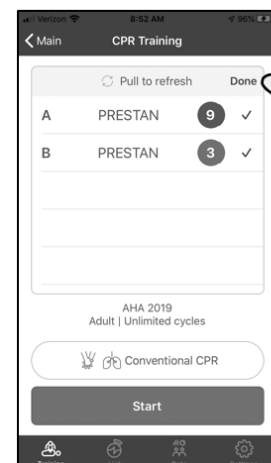 Verizon 8:52 AM 96%
Main CPR Training
Pull to refresh Done
A PRESTAN 9
B PRESTAN 3
AHA 2019
Adult | Unlimited cycles
Conventional CPR
Start
Training